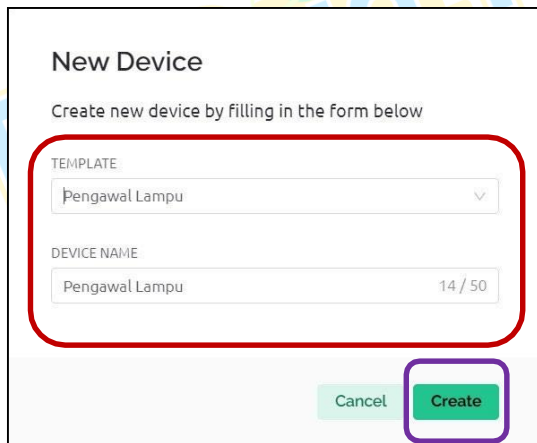 New Device
Create new device by filling in the form below
TEMPLATE
Pengawal Lampu
DEVICE NAME
Pengawal Lampu 14 / 50
Cancel Create